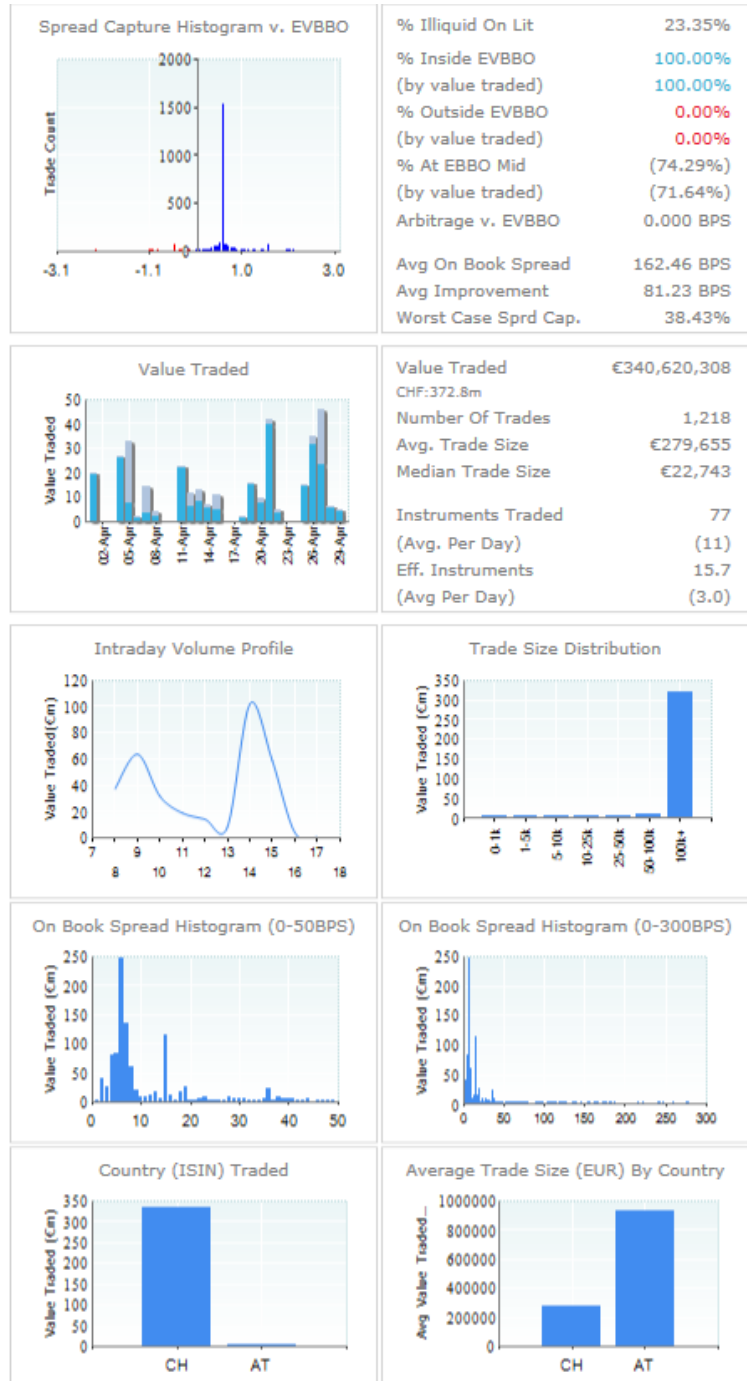 Spread Capture Histogram v. EVBBO
Trade Count
2000
1500
1000
500
0
-3.1 -1.1 1.0 3.0
% Illiquid On Lit 23.35%
% Inside EVBBO 100.00%
(by value traded) 100.00%
% Outside EVBBO 0.00%
(by value traded) 0.00%
% At EBBO Mid (74.29%)
(by value traded) (71.64%)
Arbitrage v. EVBBO 0.000 BPS
Avg On Book Spread 162.46 BPS
Avg Improvement 81.23 BPS
Worst Case Sprd Cap. 38.43%
Value Traded
Value Traded
50
40
30
20
10
0
02-Apr 05-Apr 08-Apr 11-Apr 14-Apr 17-Apr 20-Apr 23-Apr 26-Apr 29-Apr
Value Traded €340,620,308
CHF:372.8m
Number Of Trades 1,218
Avg. Trade Size €279,655
Median Trade Size €22,743
Instruments Traded 77
(Avg. Per Day) (11)
Eff. Instruments 15.7
(Avg Per Day) (3.0)
Intraday Volume Profile
Value Traded(€m)
120
100
80
60
40
20
0
7 9 11 13 15 17
8 10 12 14 16 18
Trade Size Distribution
Value Traded (€m)
350
300
250
200
150
100
50
0
0-1k 1-5k 5-10k 10-25k 25-50k 50-100k 100k+
On Book Spread Histogram (0-50BPS)
Value Traded (€m)
250
200
150
100
50
0
0 10 20 30 40 50
On Book Spread Histogram (0-300BPS)
Value Traded (€m)
250
200
150
100
50
0
0 50 100 150 200 250 300
Country (ISIN) Traded
Value Traded (€m)
350
300
250
200
150
100
50
0
CH AT
Average Trade Size (EUR) By Country
Avg Value Traded...
1000000
800000
600000
400000
200000
0
CH AT